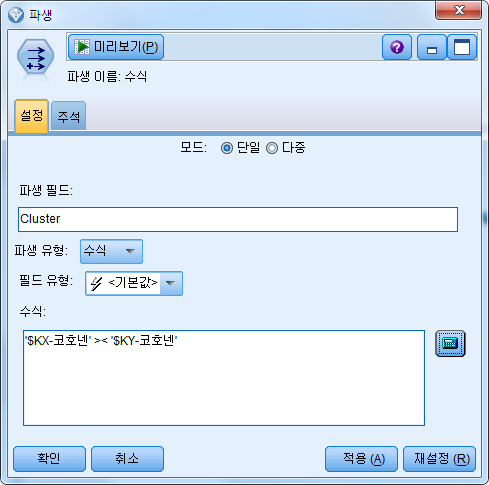 파생
미리보기(P)
?
파생 이름: 수식
설정 주석
모드: 단일 다중
파생 필드:
Cluster
파생 유형: 수식
필드 유형: <기본값>
수식:
'$KX-코호넨' >< '$KY-코호넨'
확인 취소 적용 (A) 재설정 (R)